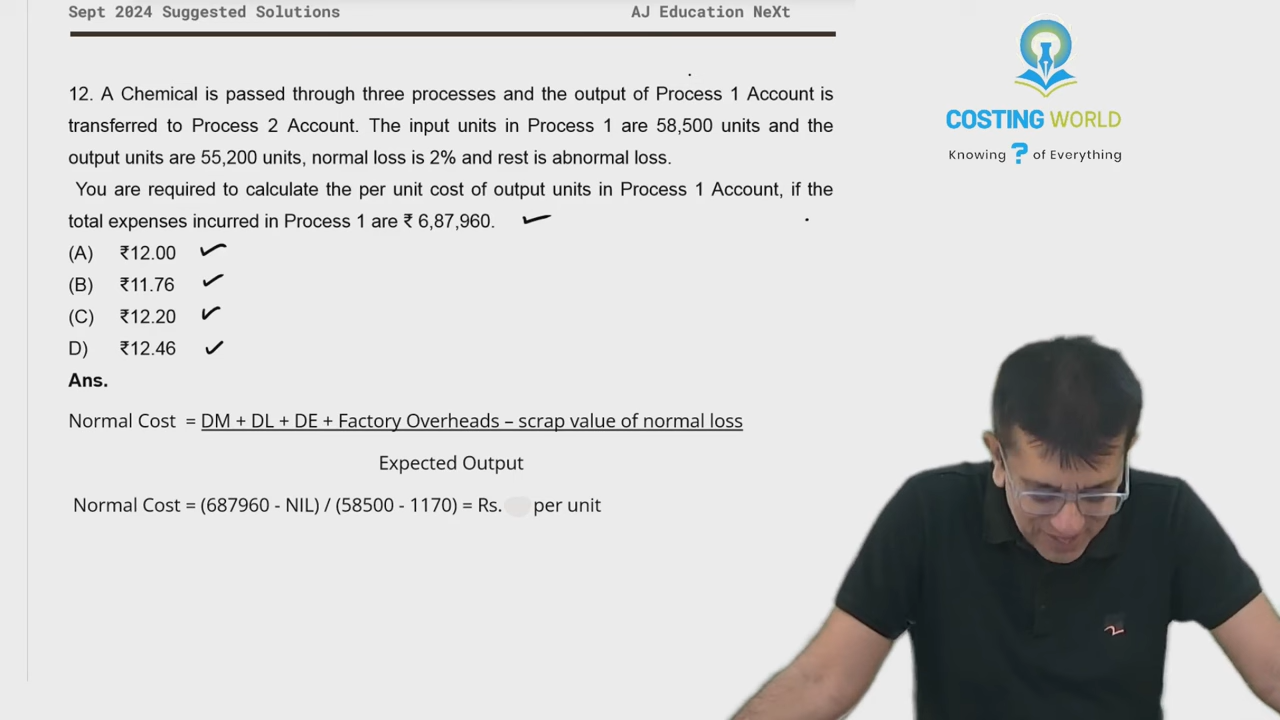 Sept 2024 Suggested Solutions AJ Education NeXt
12. A Chemical is passed through three processes and the output of Process 1 Account is
transferred to Process 2 Account. The input units in Process 1 are 58,500 units and the
output units are 55,200 units, normal loss is 2% and rest is abnormal loss.
You are required to calculate the per unit cost of output units in Process 1 Account, if the
total expenses incurred in Process 1 are ₹ 6,87,960.
(A) ₹12.00
(B) ₹11.76
(C) ₹12.20
D) ₹12.46
Ans.
Normal Cost = DM + DL + DE + Factory Overheads – scrap value of normal loss
Expected Output
Normal Cost = (687960 - NIL) / (58500 - 1170) = Rs. per unit
COSTING WORLD
Knowing ? of Everything